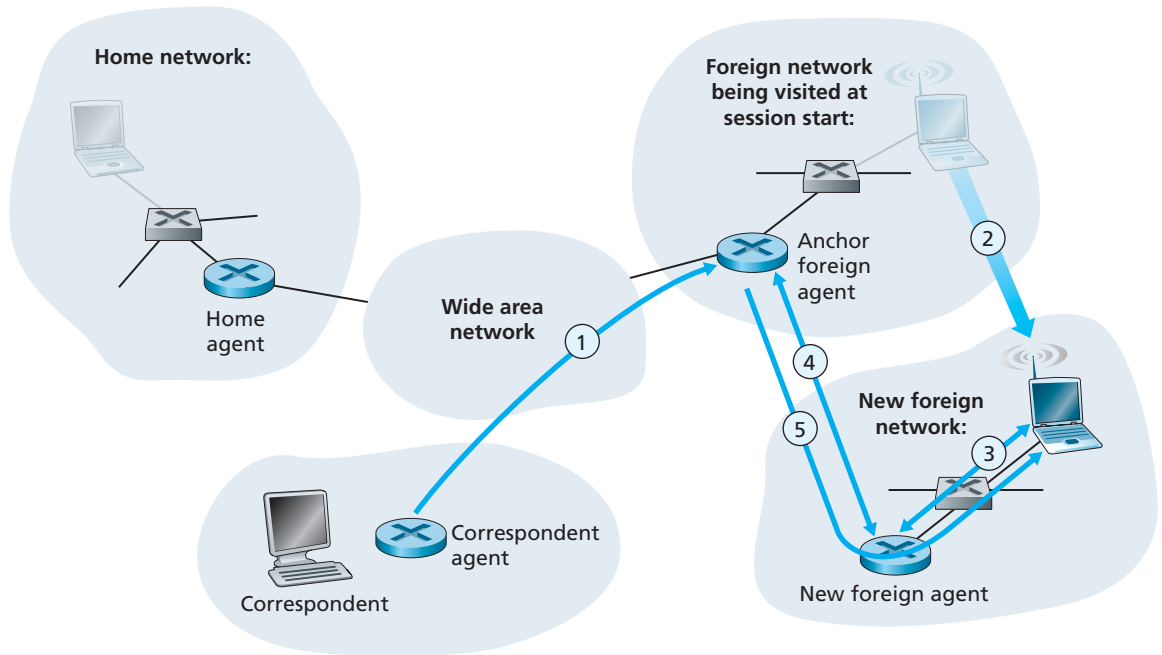 Home network:
Home
agent
Wide area
network
1
Foreign network
being visited at
session start:
Anchor
foreign
agent
2
4
5
New foreign
network:
3
New foreign agent
Correspondent
agent
Correspondent